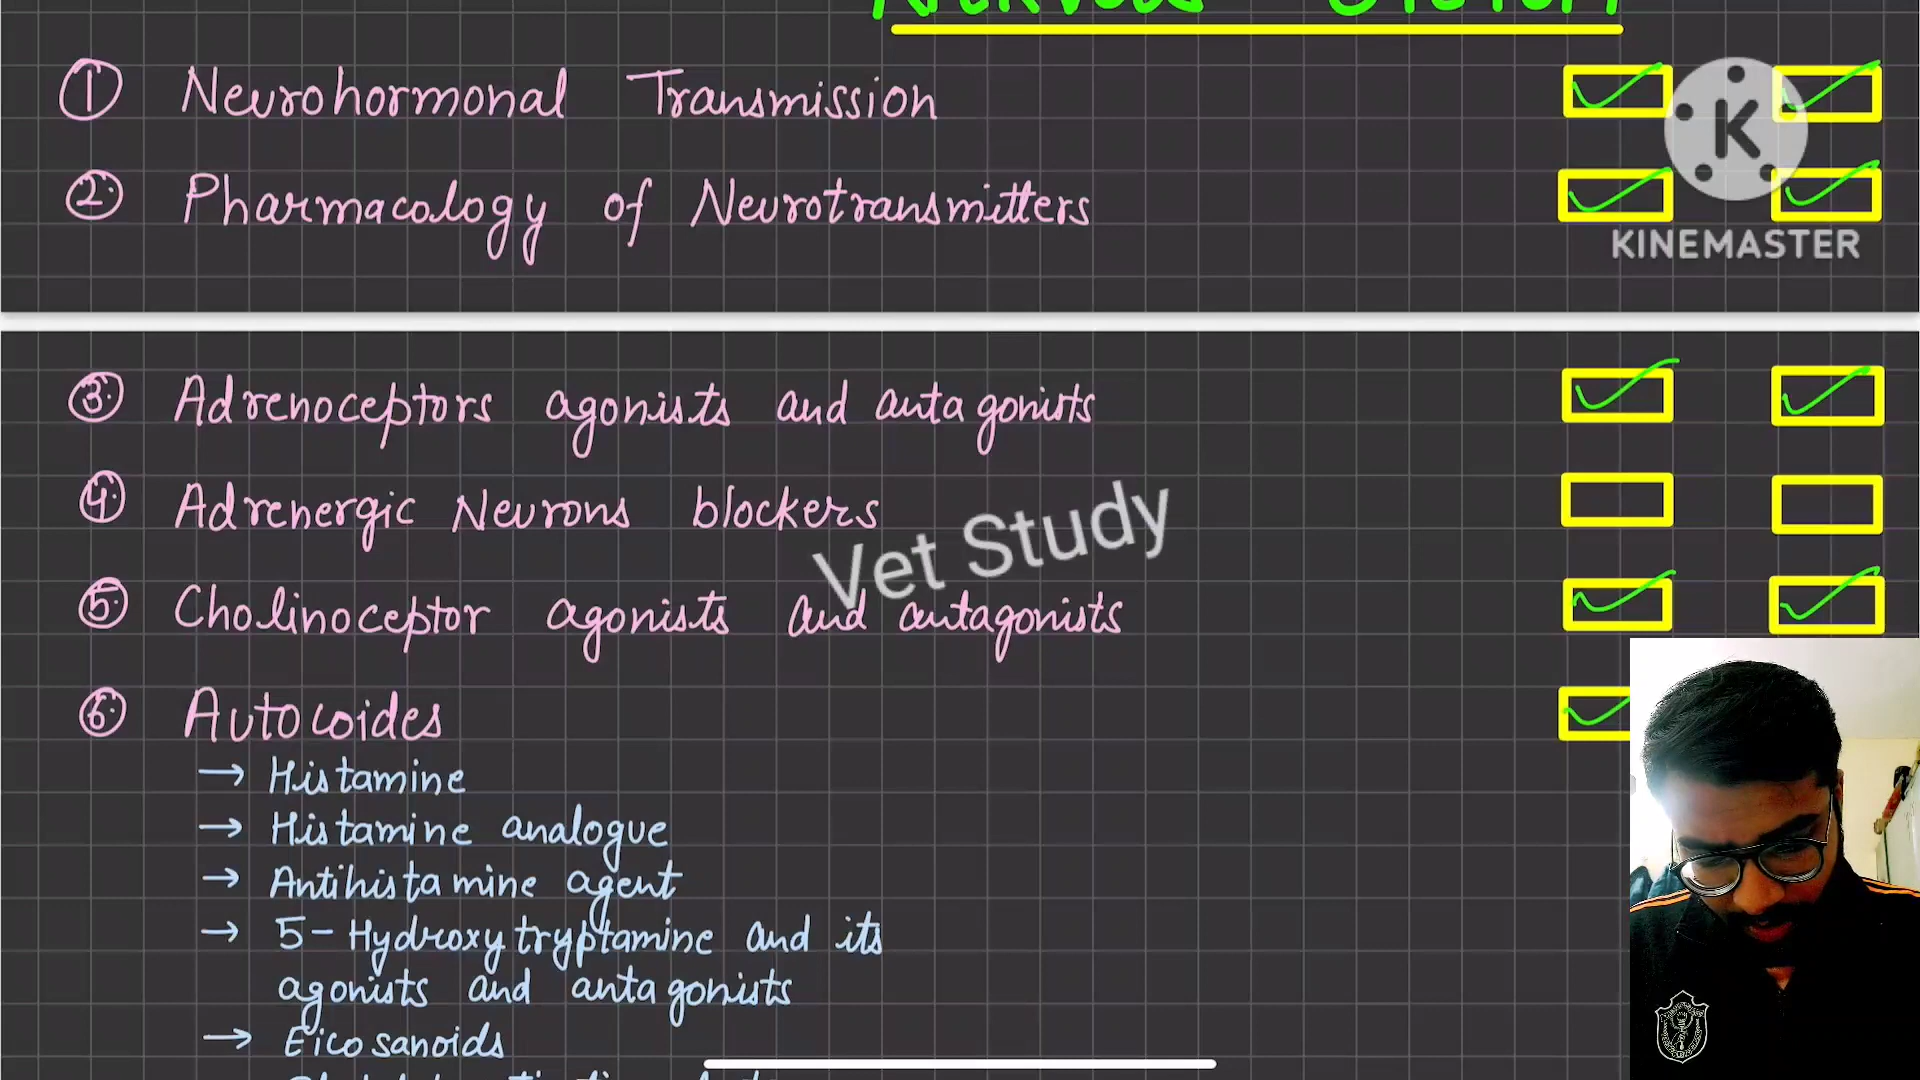 ① Neurohormonal Transmission
K
KINEMASTER
② Pharmacology of Neurotransmitters
③ Adrenoceptors agonists and antagonists
④ Adrenergic Neurons blockers
Vet Study
⑤ Cholinoceptor agonists and antagonists
⑥ Autocoides
→ Histamine
→ Histamine analogue
→ Antihistamine agent
→ 5-Hydroxytryptamine and its
agonists and antagonists
→ Eicosanoids